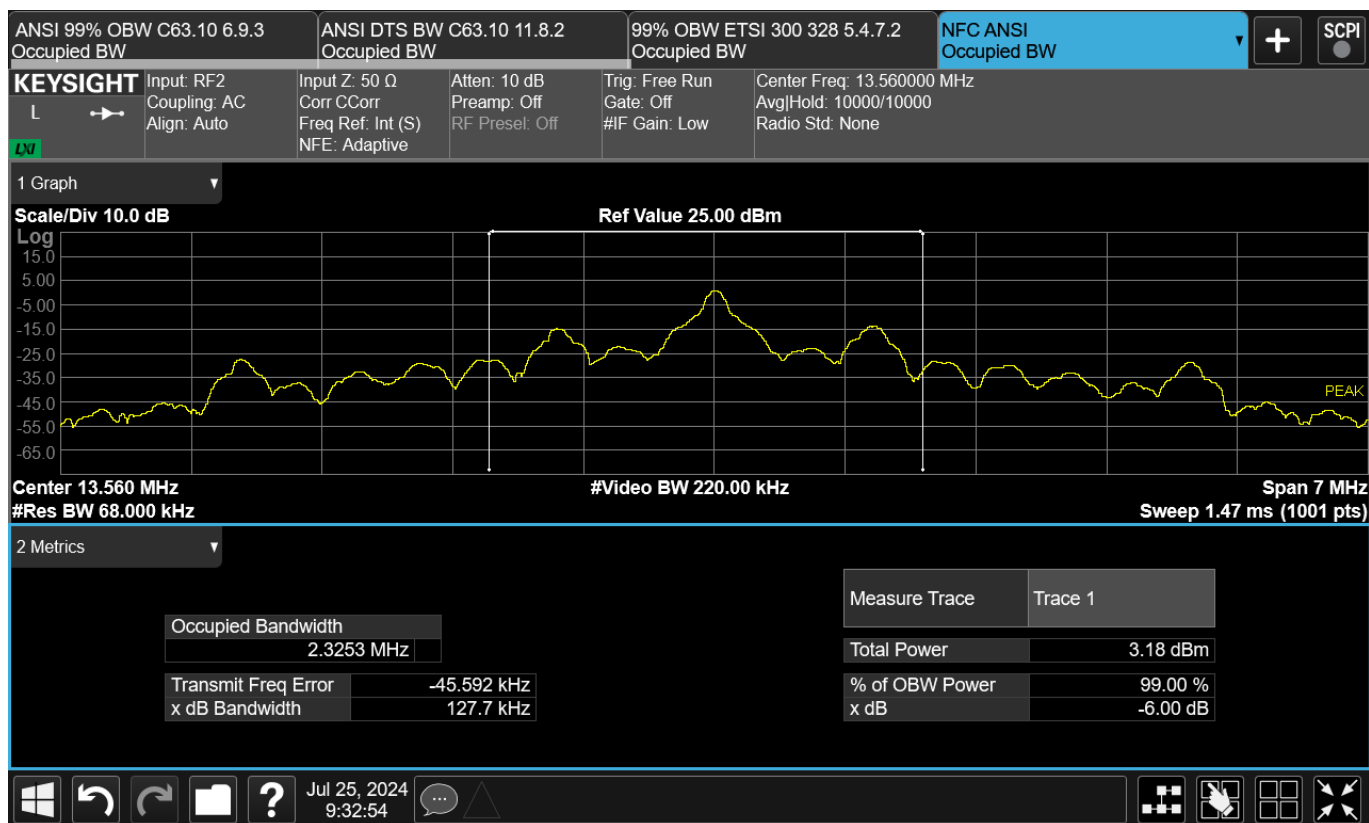 ANSI 99% OBW C63.10 6.9.3
Occupied BW
ANSI DTS BW C63.10 11.8.2
Occupied BW
99% OBW ETSI 300 328 5.4.7.2
Occupied BW
NFC ANSI
Occupied BW
SCPI
KEYSIGHT
L
LXI
Input: RF2
Coupling: AC
Align: Auto
Input Z: 50 Ω
Corr CCorr
Freq Ref: Int (S)
NFE: Adaptive
Atten: 10 dB
Preamp: Off
RF Presel: Off
Trig: Free Run
Gate: Off
#IF Gain: Low
Center Freq: 13.560000 MHz
Avg|Hold: 10000/10000
Radio Std: None
1 Graph
Scale/Div 10.0 dB
Ref Value 25.00 dBm
Log
15.0
5.00
-5.00
-15.0
-25.0
-35.0
-45.0
-55.0
-65.0
PEAK
Center 13.560 MHz
#Video BW 220.00 kHz
Span 7 MHz
#Res BW 68.000 kHz
Sweep 1.47 ms (1001 pts)
2 Metrics
Measure Trace Trace 1
Occupied Bandwidth
2.3253 MHz
Total Power 3.18 dBm
Transmit Freq Error -45.592 kHz
% of OBW Power 99.00 %
x dB Bandwidth 127.7 kHz
x dB -6.00 dB
?
Jul 25, 2024
9:32:54